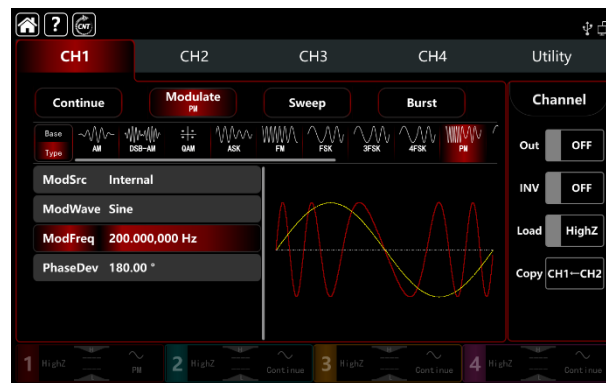 ? CNT
CH1 CH2 CH3 CH4 Utility
Continue Modulate Sweep Burst Channel
PM
Base
Type AM DSB-AM QAM ASK FM FSK 3FSK 4FSK PM
Out OFF
ModSrc Internal
INV OFF
ModWave Sine
ModFreq 200.000,000 Hz
Load HighZ
PhaseDev 180.00 °
Copy CH1←CH2
1 HighZ PM 2 HighZ Continue 3 HighZ Continue 4 HighZ Continue